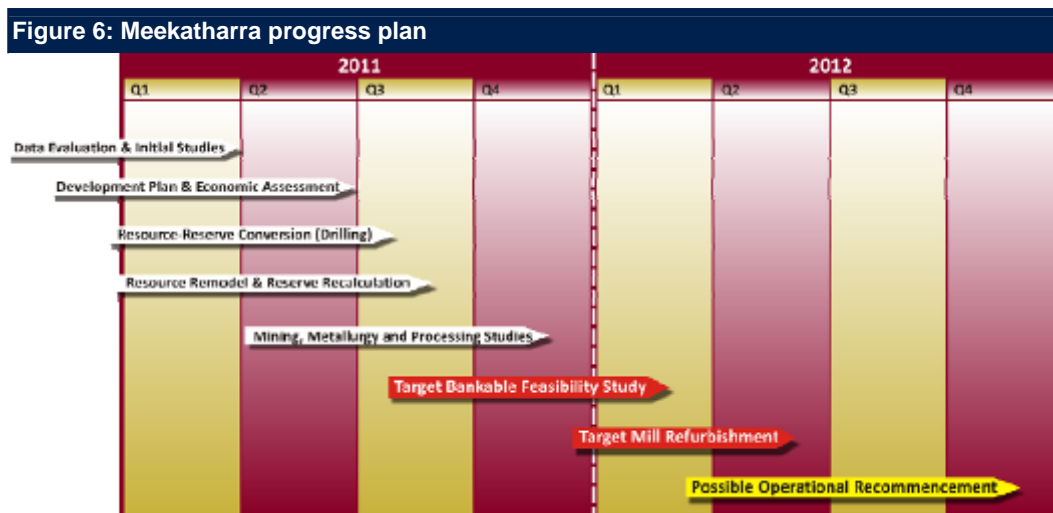 Figure 6: Meekatharra progress plan
2011 2012
Q1 Q2 Q3 Q4 Q1 Q2 Q3 Q4
Data Evaluation & Initial Studies
Development Plan & Economic Assessment
Resource-Reserve Conversion (Drilling)
Resource Remodel & Reserve Recalculation
Mining, Metallurgy and Processing Studies
Target Bankable Feasibility Study
Target Mill Refurbishment
Possible Operational Recommencement